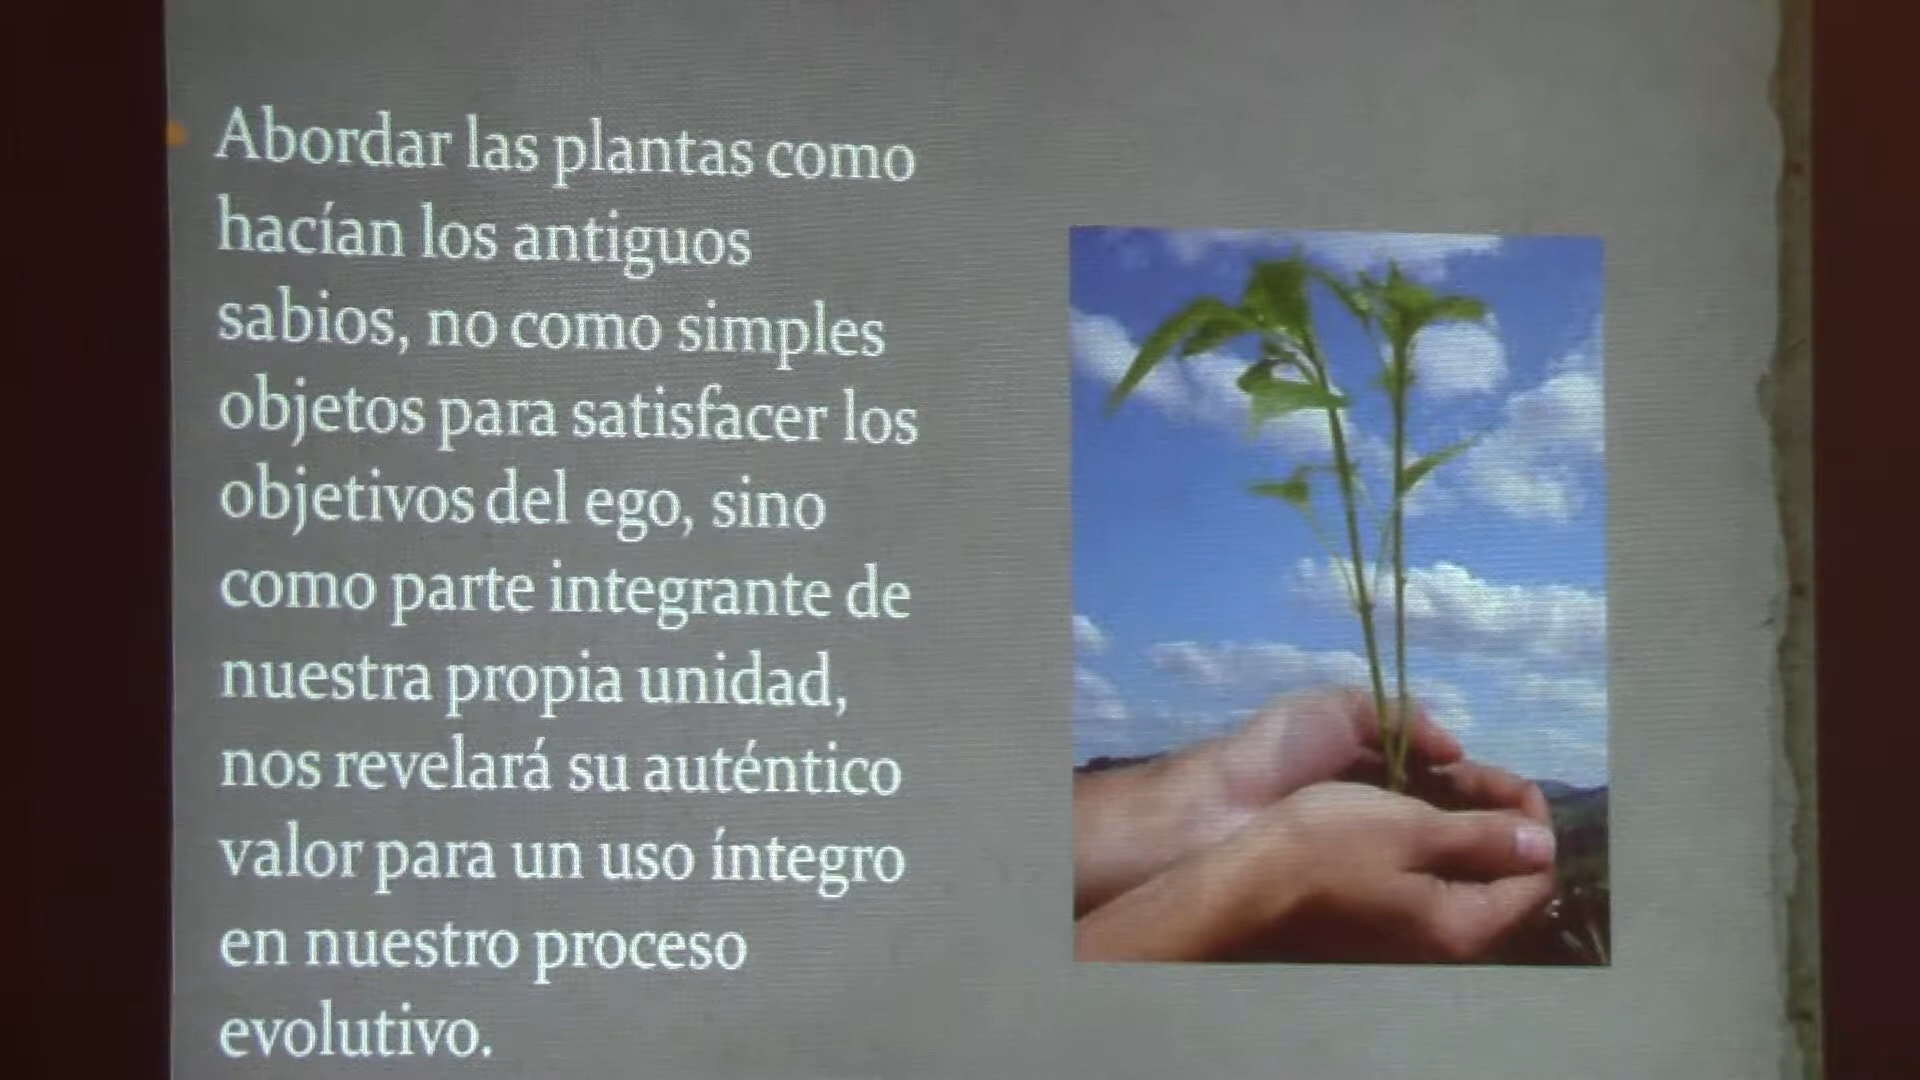 Abordar las plantas como
hacían los antiguos
sabios, no como simples
objetos para satisfacer los
objetivos del ego, sino
como parte integrante de
nuestra propia unidad,
nos revelará su auténtico
valor para un uso íntegro
en nuestro proceso
evolutivo.